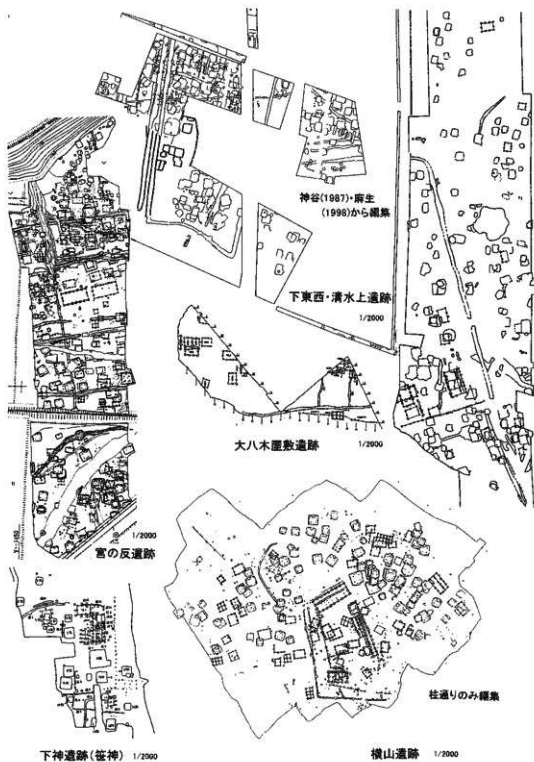 神谷(1987)・麻生
(1998)から編集
下東西・清水上遺跡
1/2000
大八木屋敷遺跡 1/2000
1/2000
宮の反遺跡
柱通りのみ編集
下神遺跡(笹神) 1/2000
横山遺跡 1/2000